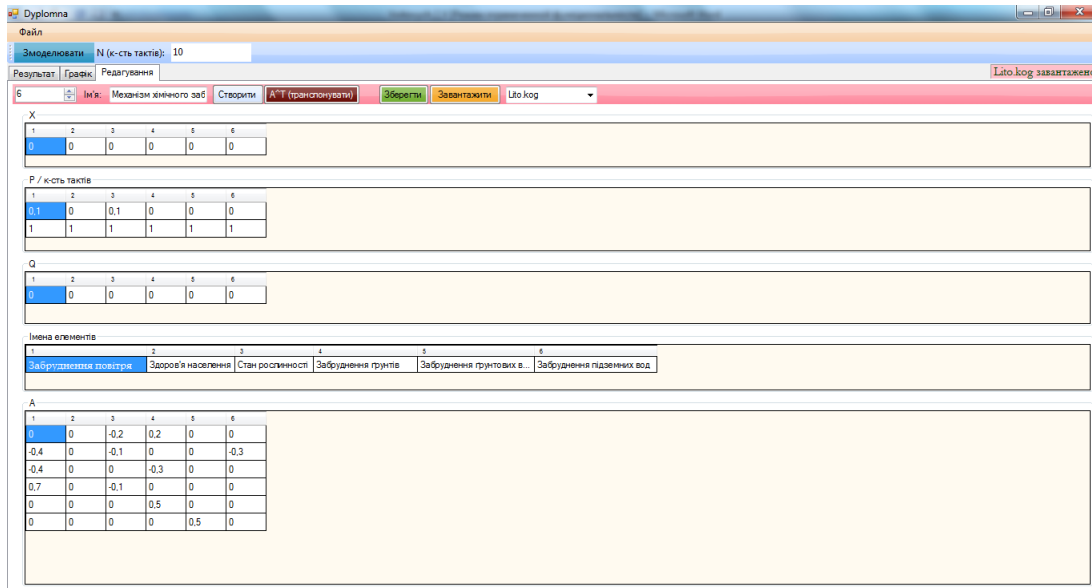 Dyplomna
Файл
Змоделювати N (к-сть тактів): 10
Результат Графік Редагування Lito.kog завантажено
6 Ім'я: Механізм хімічного заб Створити А^Т (транспонувати) Зберегти Завантажити Lito.kog
X
1 2 3 4 5 6
0 0 0 0 0 0
P / к-сть тактів
1 2 3 4 5 6
0,1 0 0,1 0 0 0
1 1 1 1 1 1
Q
1 2 3 4 5 6
0 0 0 0 0 0
Імена елементів
1 2 3 4 5 6
Забруднення повітря Здоров'я населення Стан рослинності Забруднення ґрунтів Забруднення ґрунтових в... Забруднення підземних вод
A
1 2 3 4 5 6
0 0 -0,2 0,2 0 0
-0,4 0 -0,1 0 0 -0,3
-0,4 0 0 -0,3 0 0
0,7 0 -0,1 0 0 0
0 0 0 0,5 0 0
0 0 0 0 0,5 0